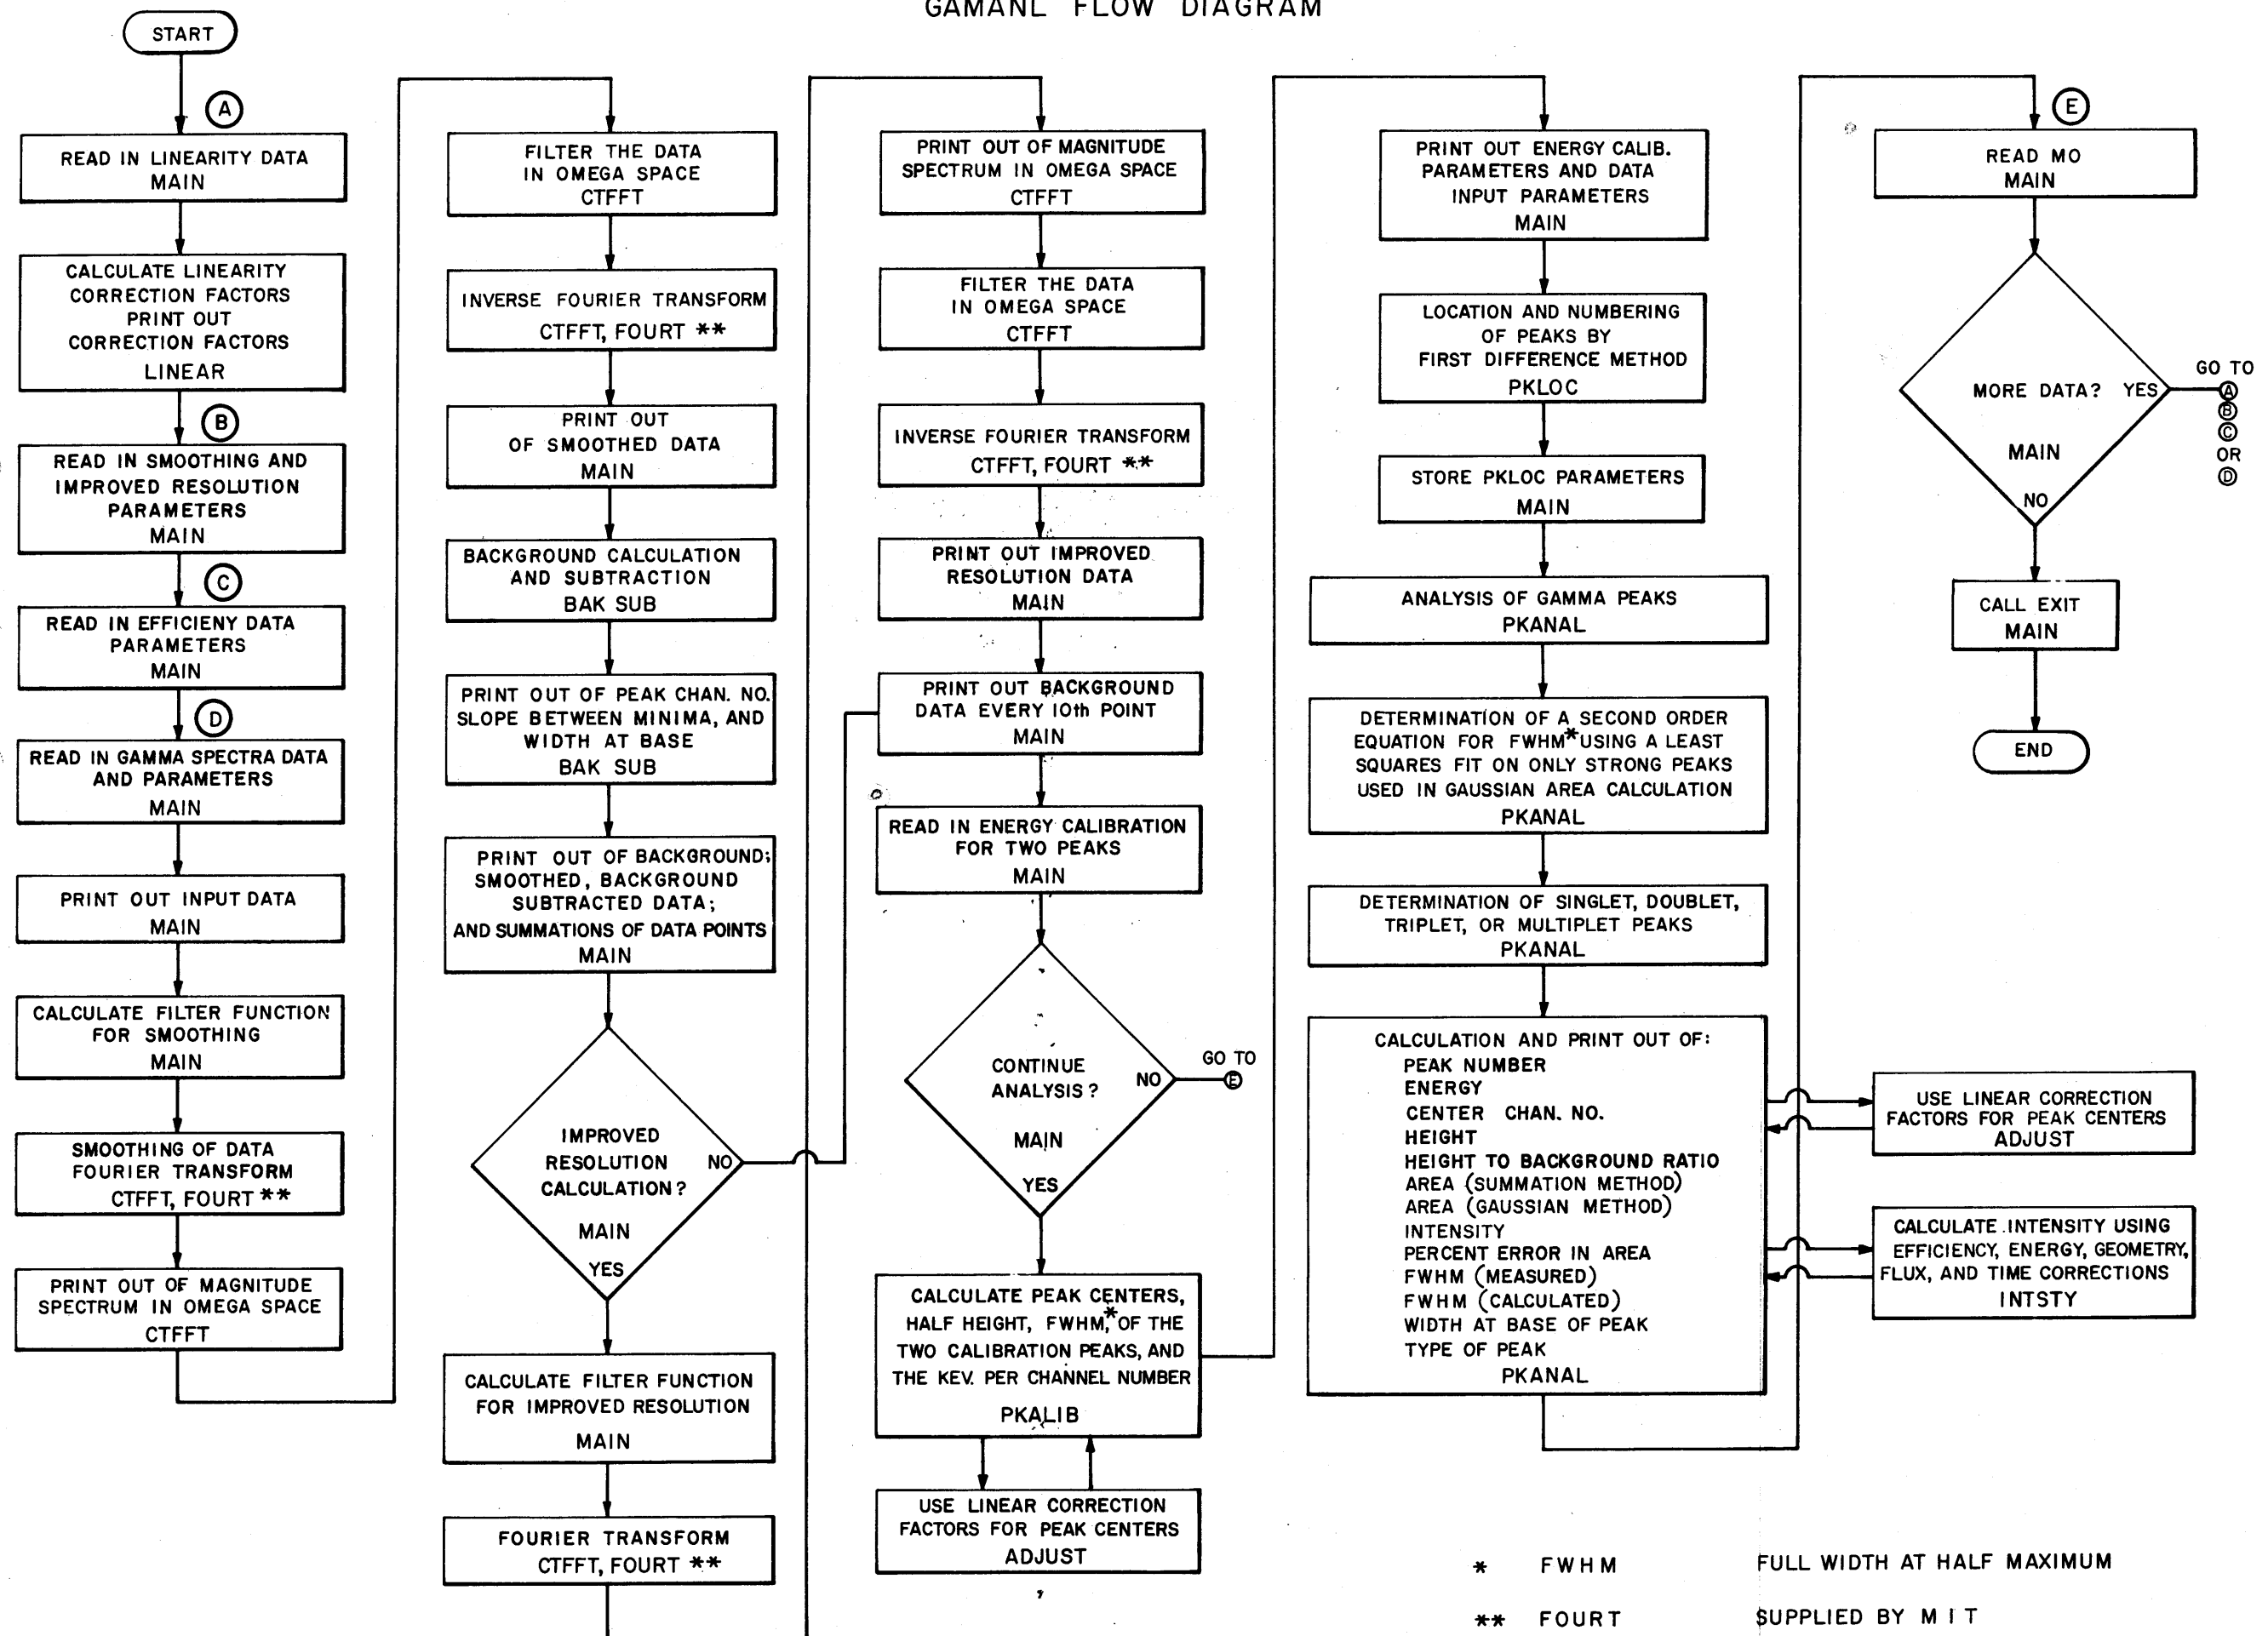 GAMANL FLOW DIAGRAM
START
A
READ IN LINEARITY DATA
MAIN
CALCULATE LINEARITY
CORRECTION FACTORS
PRINT OUT
CORRECTION FACTORS
LINEAR
B
READ IN SMOOTHING AND
IMPROVED RESOLUTION
PARAMETERS
MAIN
C
READ IN EFFICIENY DATA
PARAMETERS
MAIN
D
READ IN GAMMA SPECTRA DATA
AND PARAMETERS
MAIN
PRINT OUT INPUT DATA
MAIN
CALCULATE FILTER FUNCTION
FOR SMOOTHING
MAIN
SMOOTHING OF DATA
FOURIER TRANSFORM
CTFFT, FOURT **
PRINT OUT OF MAGNITUDE
SPECTRUM IN OMEGA SPACE
CTFFT
FILTER THE DATA
IN OMEGA SPACE
CTFFT
INVERSE FOURIER TRANSFORM
CTFFT, FOURT **
PRINT OUT
OF SMOOTHED DATA
MAIN
BACKGROUND CALCULATION
AND SUBTRACTION
BAK SUB
PRINT OUT OF PEAK CHAN. NO.
SLOPE BETWEEN MINIMA, AND
WIDTH AT BASE
BAK SUB
PRINT OUT OF BACKGROUND;
SMOOTHED, BACKGROUND
SUBTRACTED DATA;
AND SUMMATIONS OF DATA POINTS
MAIN
IMPROVED
RESOLUTION NO
CALCULATION?
MAIN
YES
CALCULATE FILTER FUNCTION
FOR IMPROVED RESOLUTION
MAIN
FOURIER TRANSFORM
CTFFT, FOURT **
PRINT OUT OF MAGNITUDE
SPECTRUM IN OMEGA SPACE
CTFFT
FILTER THE DATA
IN OMEGA SPACE
CTFFT
INVERSE FOURIER TRANSFORM
CTFFT, FOURT **
PRINT OUT IMPROVED
RESOLUTION DATA
MAIN
PRINT OUT BACKGROUND
DATA EVERY 10th POINT
MAIN
READ IN ENERGY CALIBRATION
FOR TWO PEAKS
MAIN
CONTINUE
ANALYSIS? NO
GO TO
E
MAIN
YES
CALCULATE PEAK CENTERS,
HALF HEIGHT, FWHM,* OF THE
TWO CALIBRATION PEAKS, AND
THE KEV. PER CHANNEL NUMBER
PKALIB
USE LINEAR CORRECTION
FACTORS FOR PEAK CENTERS
ADJUST
PRINT OUT ENERGY CALIB.
PARAMETERS AND DATA
INPUT PARAMETERS
MAIN
LOCATION AND NUMBERING
OF PEAKS BY
FIRST DIFFERENCE METHOD
PKLOC
STORE PKLOC PARAMETERS
MAIN
ANALYSIS OF GAMMA PEAKS
PKANAL
DETERMINATION OF A SECOND ORDER
EQUATION FOR FWHM* USING A LEAST
SQUARES FIT ON ONLY STRONG PEAKS
USED IN GAUSSIAN AREA CALCULATION
PKANAL
DETERMINATION OF SINGLET, DOUBLET,
TRIPLET, OR MULTIPLET PEAKS
PKANAL
CALCULATION AND PRINT OUT OF:
PEAK NUMBER
ENERGY
CENTER CHAN. NO.
HEIGHT
HEIGHT TO BACKGROUND RATIO
AREA (SUMMATION METHOD)
AREA (GAUSSIAN METHOD)
INTENSITY
PERCENT ERROR IN AREA
FWHM (MEASURED)
FWHM (CALCULATED)
WIDTH AT BASE OF PEAK
TYPE OF PEAK
PKANAL
USE LINEAR CORRECTION
FACTORS FOR PEAK CENTERS
ADJUST
CALCULATE INTENSITY USING
EFFICIENCY, ENERGY, GEOMETRY,
FLUX, AND TIME CORRECTIONS
INTSTY
E
READ MO
MAIN
MORE DATA? YES
MAIN
NO
GO TO
A
B
C
OR
D
CALL EXIT
MAIN
END
* FWHM FULL WIDTH AT HALF MAXIMUM
** FOURT SUPPLIED BY MIT